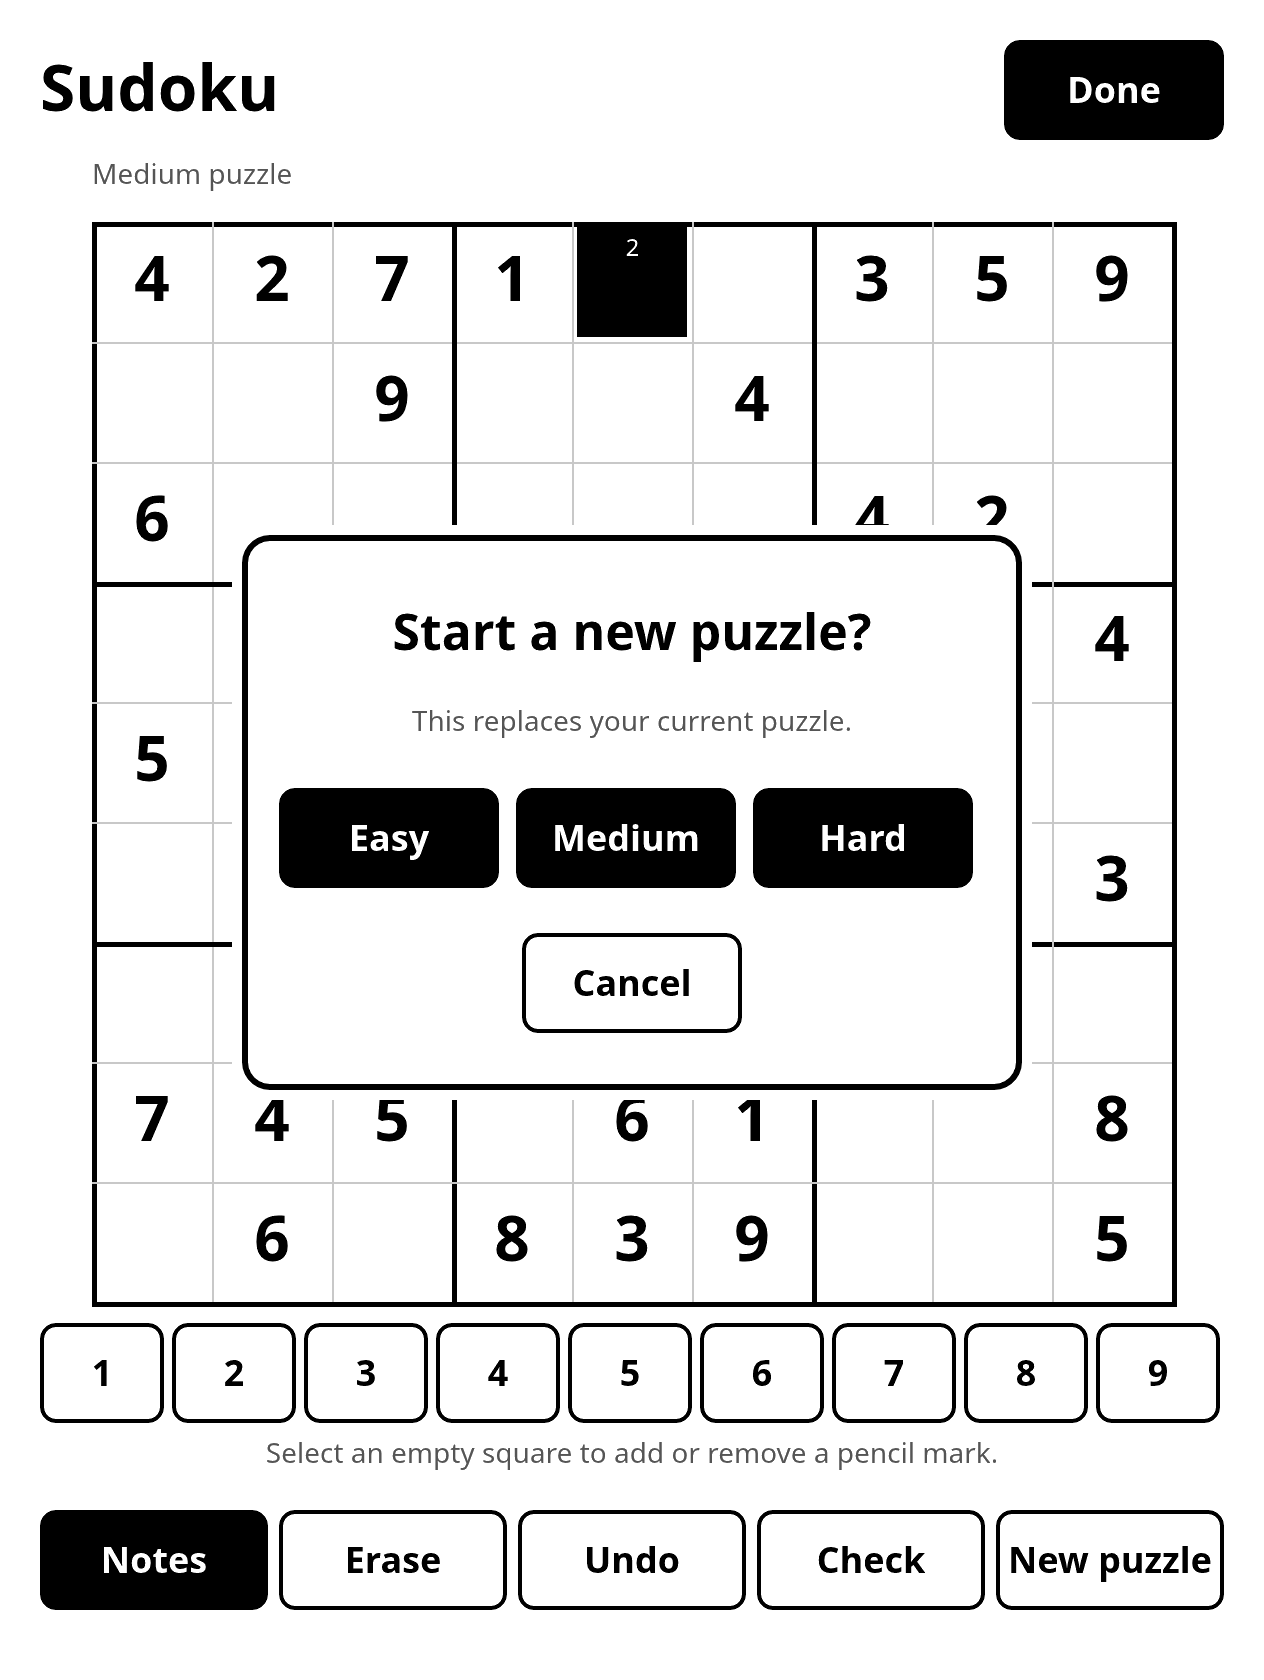 Sudoku
Done
Medium puzzle
4 2 7 1 2 3 5 9
9 4
6 4 2
4
5
3
7 4 5 6 1 8
6 8 3 9 5
Start a new puzzle?
This replaces your current puzzle.
Easy Medium Hard
Cancel
1 2 3 4 5 6 7 8 9
Select an empty square to add or remove a pencil mark.
Notes Erase Undo Check New puzzle